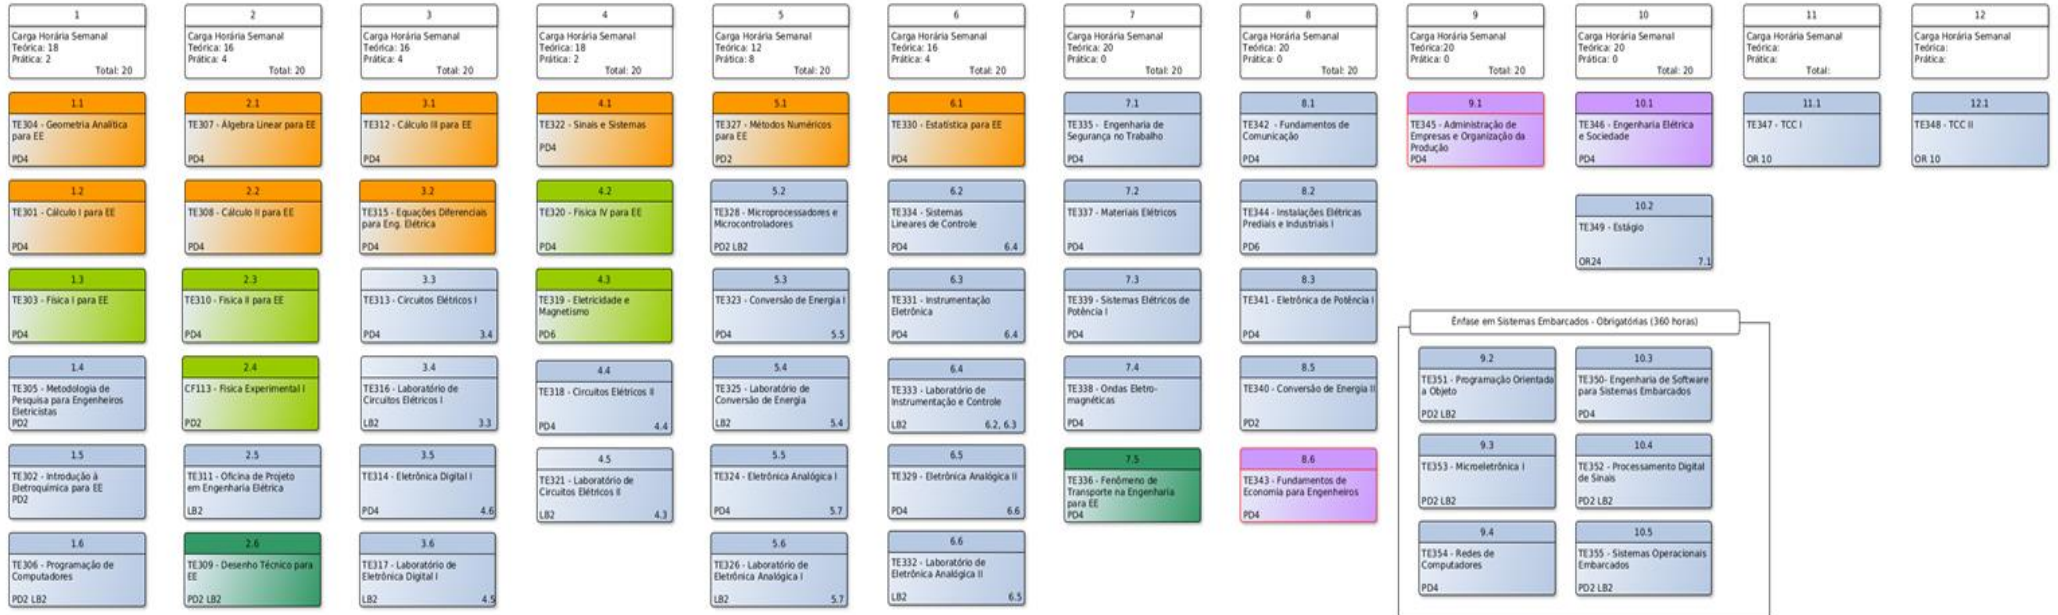 1
Carga Horária Semanal
Teórica: 18
Prática: 2
Total: 20
1.1
TE304 - Geometria Analítica
para EE
PD4
1.2
TE301 - Cálculo I para EE
PD4
1.3
TE303 - Física I para EE
PD4
1.4
TE305 - Metodologia de
Pesquisa para Engenheiros
Eletricistas
PD2
1.5
TE302 - Introdução à
Eletroquímica para EE
PD2
1.6
TE306 - Programação de
Computadores
PD2 LB2
2
Carga Horária Semanal
Teórica: 16
Prática: 4
Total: 20
2.1
TE307 - Álgebra Linear para EE
PD4
2.2
TE308 - Cálculo II para EE
PD4
2.3
TE310 - Física II para EE
PD4
2.4
CF113 - Física Experimental I
PD2
2.5
TE311 - Oficina de Projeto
em Engenharia Elétrica
LB2
2.6
TE309 - Desenho Técnico para
EE
PD2 LB2
3
Carga Horária Semanal
Teórica: 16
Prática: 4
Total: 20
3.1
TE312 - Cálculo III para EE
PD4
3.2
TE315 - Equações Diferenciais
para Eng. Elétrica
PD4
3.3
TE313 - Circuitos Elétricos I
PD4 3.4
3.4
TE316 - Laboratório de
Circuitos Elétricos I
LB2 3.3
3.5
TE314 - Eletrônica Digital I
PD4 4.6
3.6
TE317 - Laboratório de
Eletrônica Digital I
LB2 4.5
4
Carga Horária Semanal
Teórica: 18
Prática: 2
Total: 20
4.1
TE322 - Sinais e Sistemas
PD4
4.2
TE320 - Física IV para EE
PD4
4.3
TE319 - Eletricidade e
Magnetismo
PD6
4.4
TE318 - Circuitos Elétricos II
PD4 4.4
4.5
TE321 - Laboratório de
Circuitos Elétricos II
LB2 4.3
5
Carga Horária Semanal
Teórica: 12
Prática: 8
Total: 20
5.1
TE327 - Métodos Numéricos
para EE
PD2
5.2
TE328 - Microprocessadores e
Microcontroladores
PD2 LB2
5.3
TE323 - Conversão de Energia I
PD4 5.5
5.4
TE325 - Laboratório de
Conversão de Energia
LB2 5.4
5.5
TE324 - Eletrônica Analógica I
PD4 5.7
5.6
TE326 - Laboratório de
Eletrônica Analógica I
LB2 5.7
6
Carga Horária Semanal
Teórica: 16
Prática: 4
Total: 20
6.1
TE330 - Estatística para EE
PD4
6.2
TE334 - Sistemas
Lineares de Controle
PD4 6.4
6.3
TE331 - Instrumentação
Eletrônica
PD4 6.4
6.4
TE333 - Laboratório de
Instrumentação e Controle
LB2 6.2, 6.3
6.5
TE329 - Eletrônica Analógica II
PD4 6.6
6.6
TE332 - Laboratório de
Eletrônica Analógica II
LB2 6.5
7
Carga Horária Semanal
Teórica: 20
Prática: 0
Total: 20
7.1
TE335 - Engenharia de
Segurança no Trabalho
PD4
7.2
TE337 - Materiais Elétricos
PD4
7.3
TE339 - Sistemas Elétricos de
Potência I
PD4
7.4
TE338 - Ondas Eletro-
magnéticas
PD4
7.5
TE336 - Fenômeno de
Transporte na Engenharia
para EE
PD4
8
Carga Horária Semanal
Teórica: 20
Prática: 0
Total: 20
8.1
TE342 - Fundamentos de
Comunicação
PD4
8.2
TE344 - Instalações Elétricas
Prediais e Industriais I
PD6
8.3
TE341 - Eletrônica de Potência I
PD4
8.5
TE340 - Conversão de Energia II
PD2
8.6
TE343 - Fundamentos de
Economia para Engenheiros
PD4
9
Carga Horária Semanal
Teórica:20
Prática: 0
Total: 20
9.1
TE345 - Administração de
Empresas e Organização da
Produção
PD4
10
Carga Horária Semanal
Teórica:20
Prática: 0
Total: 20
10.1
TE346 - Engenharia Elétrica
e Sociedade
PD4
10.2
TE349 - Estágio
OR24 7.1
Ênfase em Sistemas Embarcados - Obrigatórias (360 horas)
9.2
TE351 - Programação Orientada
a Objeto
PD2 LB2
9.3
TE353 - Microeletrônica I
PD2 LB2
9.4
TE354 - Redes de
Computadores
PD4
10.3
TE350- Engenharia de Software
para Sistemas Embarcados
PD4
10.4
TE352 - Processamento Digital
de Sinais
PD2 LB2
10.5
TE355 - Sistemas Operacionais
Embarcados
PD2 LB2
11
Carga Horária Semanal
Teórica:
Prática:
Total:
11.1
TE347 - TCC I
OR 10
12
Carga Horária Semanal
Teórica:
Prática:
12.1
TE348 - TCC II
OR 10